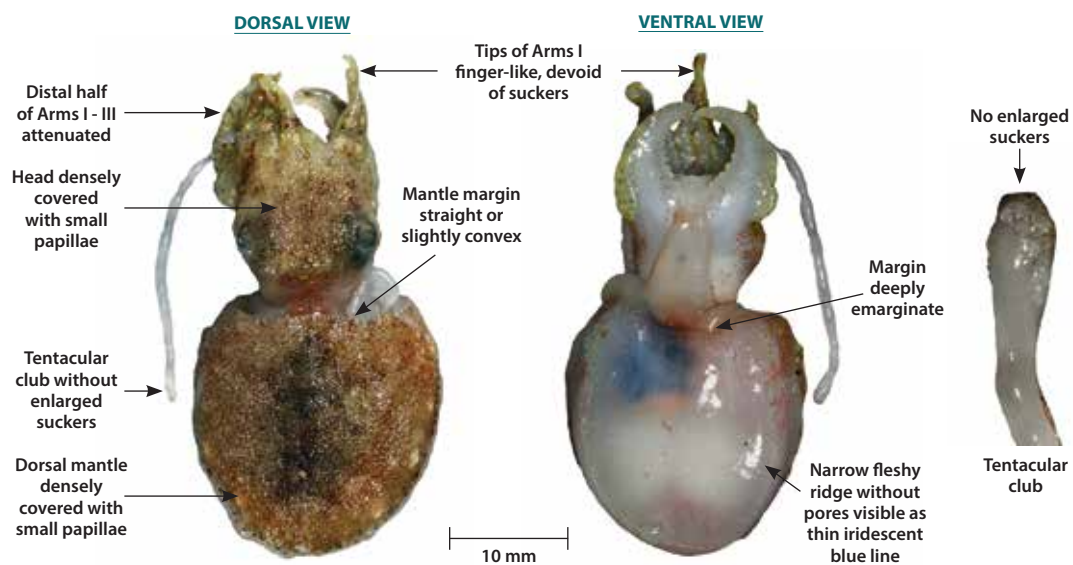 DORSAL VIEW
VENTRAL VIEW
Tips of Arms I
finger-like, devoid
of suckers
Distal half
of Arms I - III
attenuated
No enlarged
suckers
Head densely
covered
with small
papillae
Mantle margin
straight or
slightly convex
Margin
deeply
emarginate
Tentacular
club without
enlarged
suckers
Dorsal mantle
densely
covered with
small papillae
10 mm
Narrow fleshy
ridge without
pores visible as
thin iridescent
blue line
Tentacular
club